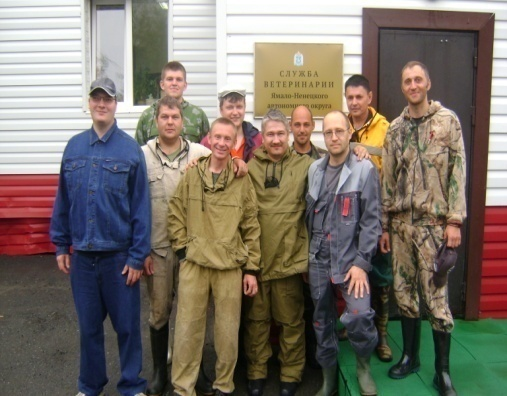 СЛУЖБА
ВЕТЕРИНАРИИ
Ямало-Ненецкого
автономного округа